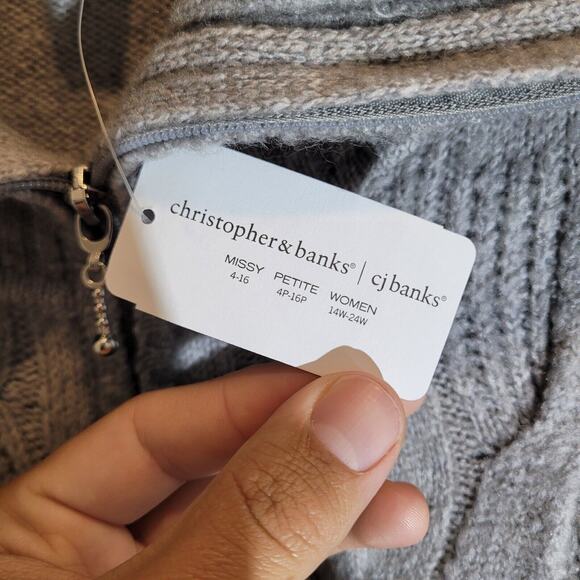 christopher & banks® | cj banks®
MISSY PETITE WOMEN
4-16 4P-16P 14W-24W